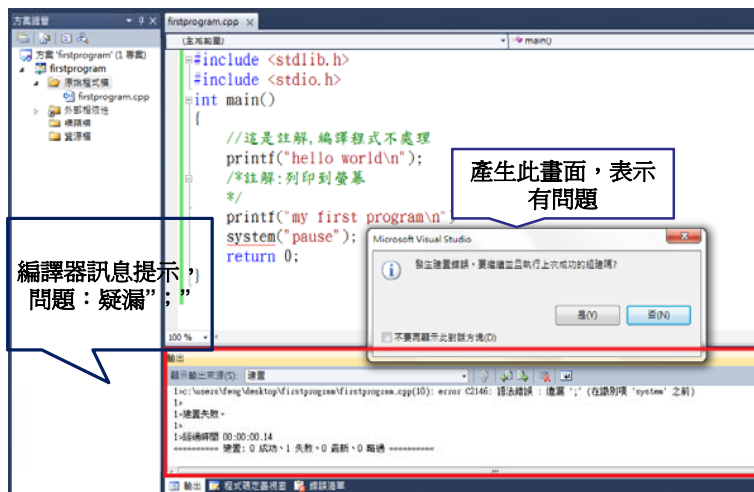 方案總管
firstprogram.cpp ×
方案 'firstprogram' (1 專案)
firstprogram
原始程式檔
firstprogram.cpp
外部相依性
標頭檔
資源檔
(全域範圍)
main()
#include <stdlib.h>
#include <stdio.h>
int main()
{
//這是註解,編譯程式不處理
printf("hello world\n");
/*註解:列印到螢幕
*/
printf("my first program\n")
system("pause");
return 0;
}
產生此畫面，表示
有問題
編譯器訊息提示，
問題：疑漏”；”
Microsoft Visual Studio
發生建置錯誤。要繼續並且執行上次成功的組建嗎?
是(Y)
否(N)
不要再顯示此對話方塊(D)
100 %
輸出
顯示輸出來源(S): 建置
1>c:\users\feng\desktop\firstprogram\firstprogram.cpp(10): error C2146: 語法錯誤 : 遺漏 ';' (在識別項 'system' 之前)
1>
1>建置失敗。
1>
1>經過時間 00:00:00.14
========== 建置: 0 成功、1 失敗、0 最新、0 略過 ==========
輸出 程式碼定義視窗 錯誤清單